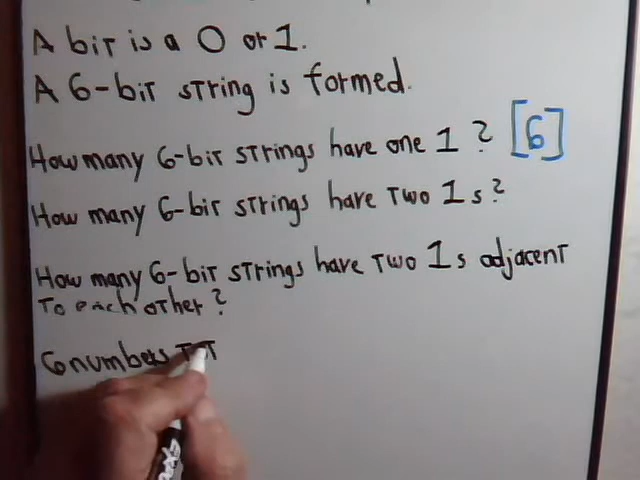 A bit is a 0 or 1.
A 6-bit string is formed.
How many 6-bit strings have one 1? [6]
How many 6-bit strings have two 1s?
How many 6-bit strings have two 1s adjacent
to each other?
6 numbers